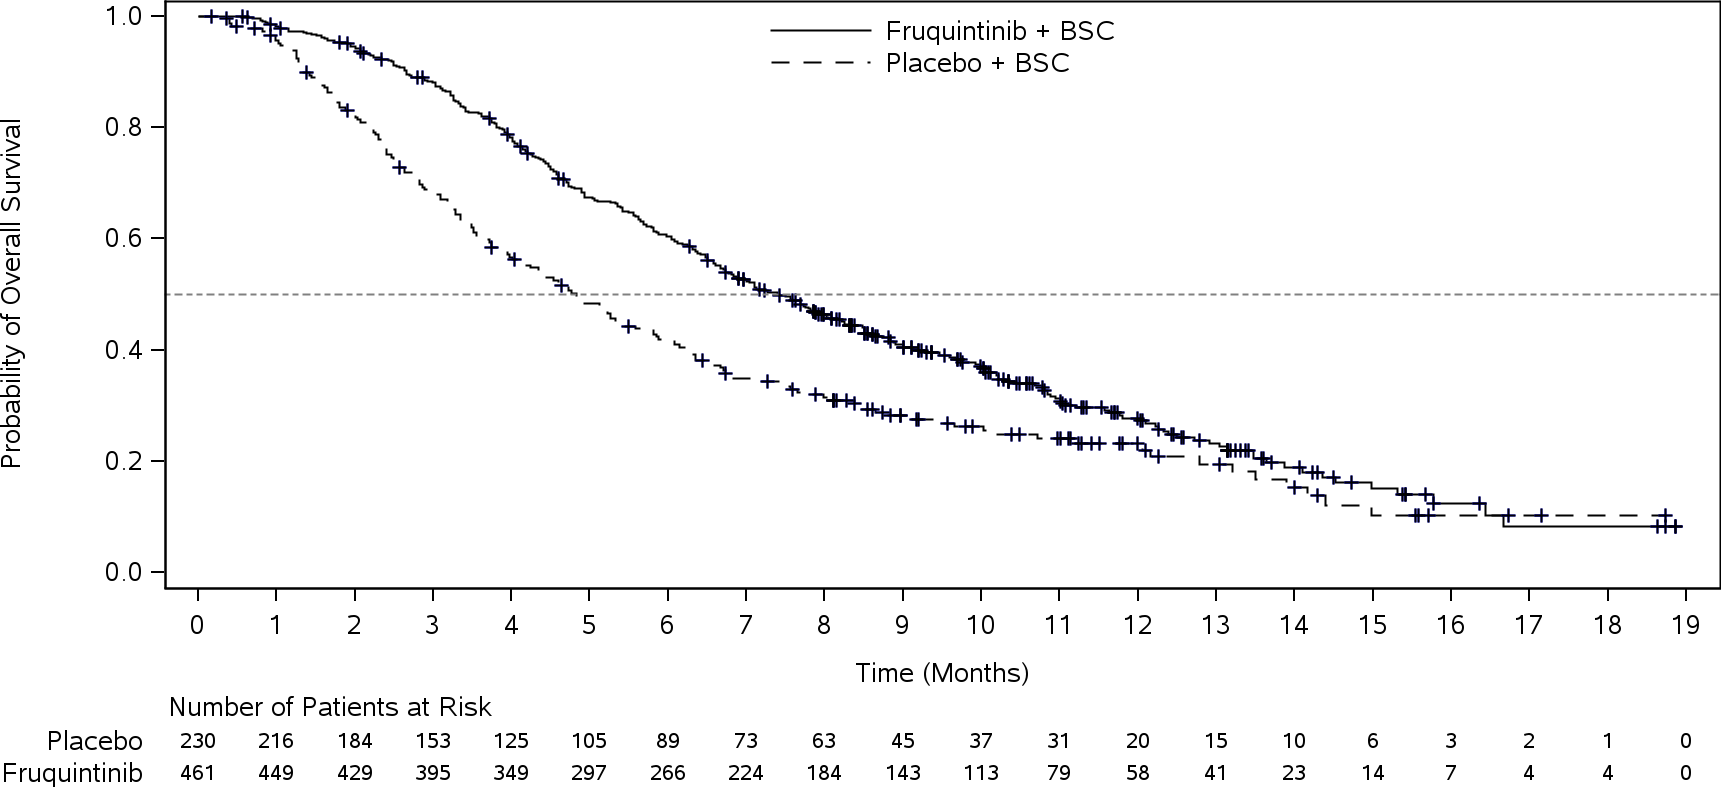 Probability of Overall Survival
1.0
0.8
0.6
0.4
0.2
0.0
Fruquintinib + BSC
Placebo + BSC
0 1 2 3 4 5 6 7 8 9 10 11 12 13 14 15 16 17 18 19
Time (Months)
Number of Patients at Risk
Placebo 230 216 184 153 125 105 89 73 63 45 37 31 20 15 10 6 3 2 1 0
Fruquintinib 461 449 429 395 349 297 266 224 184 143 113 79 58 41 23 14 7 4 4 0